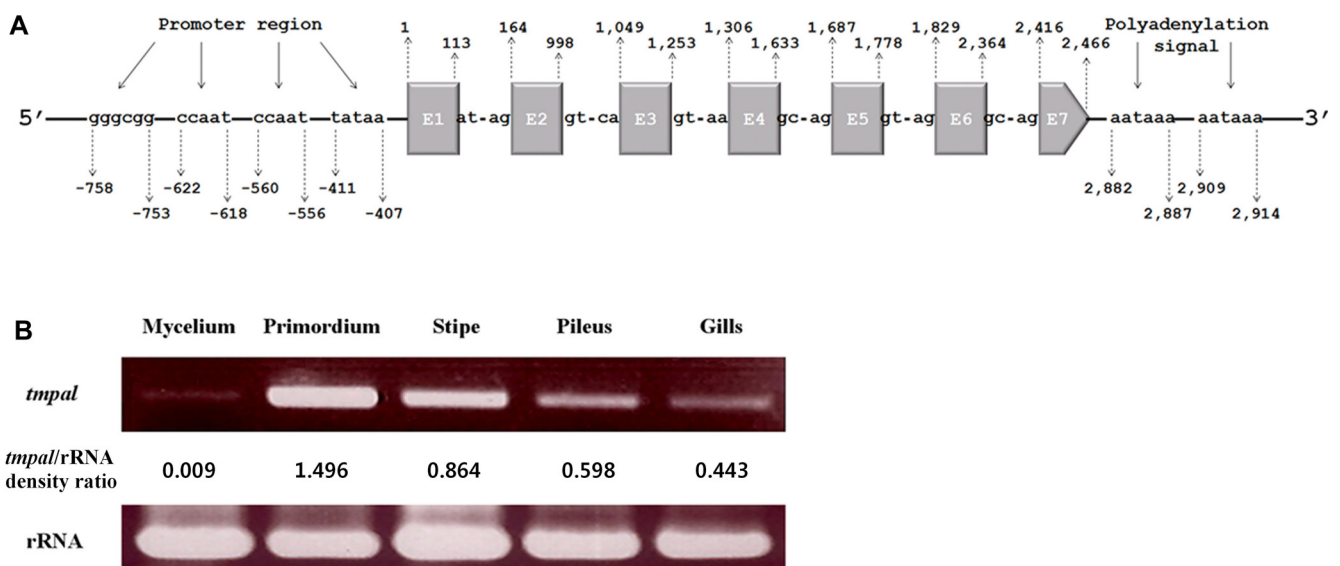 A
Promoter region
1 164 1,049 1,306 1,687 1,829 2,416
Polyadenylation
signal
113 998 1,253 1,633 1,778 2,364 2,466
5′ gggcgg ccaat ccaat tataa E1 at-ag E2 gt-ca E3 gt-aa E4 gc-ag E5 gt-ag E6 gc-ag E7 aataaa aataaa 3′
-758 -622 -560 -411 2,882 2,909
-753 -618 -556 -407 2,887 2,914
B
Mycelium Primordium Stipe Pileus Gills
tmpal
tmpal/rRNA
density ratio
0.009 1.496 0.864 0.598 0.443
rRNA